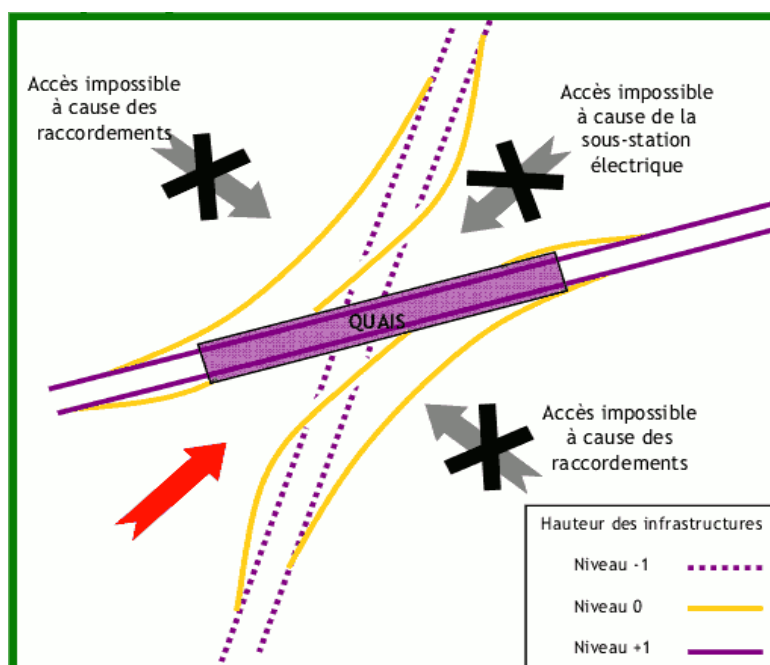 Accès impossible
à cause des
raccordements
Accès impossible
à cause de la
sous-station
électrique
QUAIS
Accès impossible
à cause des
raccordements
Hauteur des infrastructures
Niveau -1
Niveau 0
Niveau +1